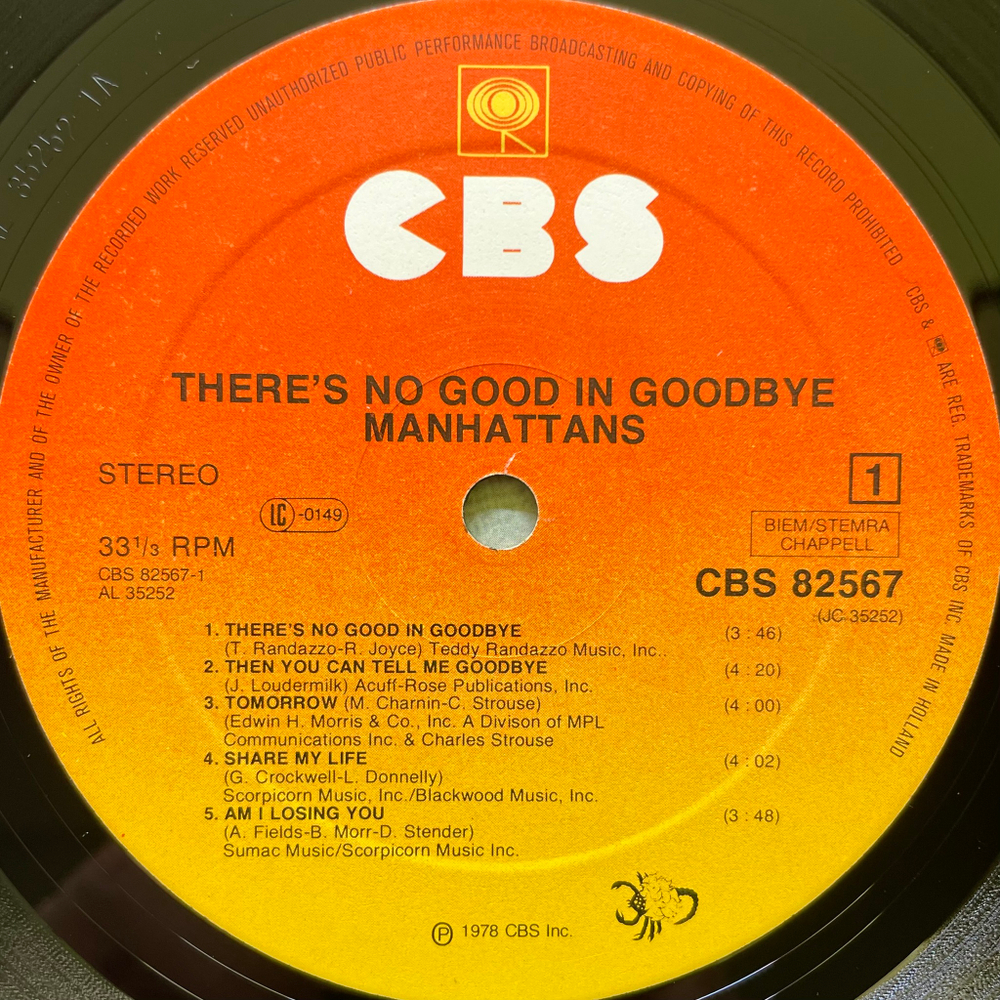 ALL RIGHTS OF THE MANUFACTURER AND OF THE OWNER OF THE RECORDED WORK RESERVED UNAUTHORIZED PUBLIC PERFORMANCE BROADCASTING AND COPYING OF THIS RECORD PROHIBITED CBS & ARE REG. TRADEMARKS OF CBS INC. MADE IN HOLLAND
35252 1A
CBS
THERE'S NO GOOD IN GOODBYE
MANHATTANS
STEREO
1
LC -0149
BIEM/STEMRA
CHAPPELL
33 1/3 RPM
CBS 82567-1
CBS 82567
AL 35252
(JC 35252)
1. THERE'S NO GOOD IN GOODBYE (3 : 46)
(T. Randazzo-R. Joyce) Teddy Randazzo Music, Inc..
2. THEN YOU CAN TELL ME GOODBYE (4 : 20)
(J. Loudermilk) Acuff-Rose Publications, Inc.
3. TOMORROW (M. Charnin-C. Strouse) (4 : 00)
(Edwin H. Morris & Co., Inc. A Divison of MPL
Communications Inc. & Charles Strouse
4. SHARE MY LIFE (4 : 02)
(G. Crockwell-L. Donnelly)
Scorpicorn Music, Inc./Blackwood Music, Inc.
5. AM I LOSING YOU (3 : 48)
(A. Fields-B. Morr-D. Stender)
Sumac Music/Scorpicorn Music Inc.
Ⓟ 1978 CBS Inc.